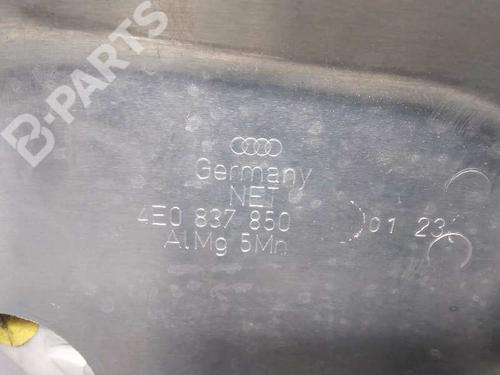 B-PARTS
Germany
NET
4E0 837 850
01 23
AlMg 5Mn